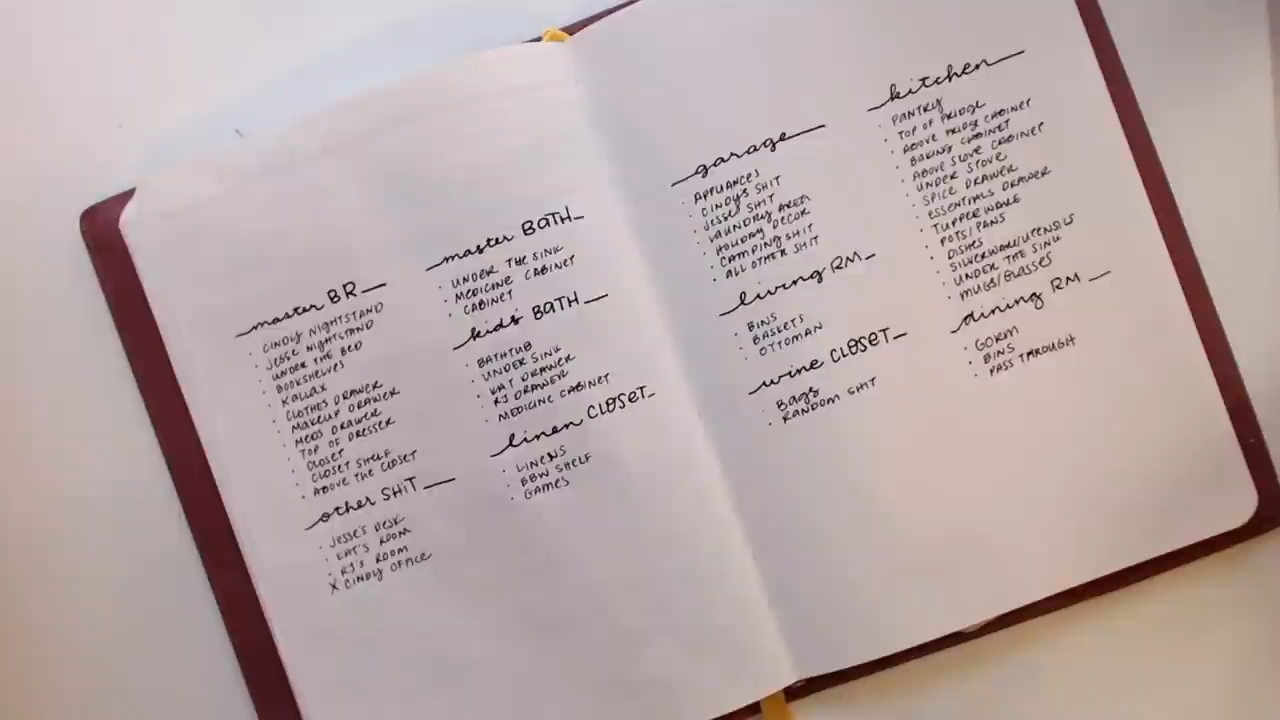 master BR
· CINDY NIGHTSTAND
· JESSE NIGHTSTAND
· UNDER THE BED
· BOOKSHELVES
· KALLAX
· CLOTHES DRAWER
· MAKEUP DRAWER
· MEDS DRAWER
· TOP OF DRESSER
· CLOSET
· CLOSET SHELF
· ABOVE THE CLOSET
other SHiT
· JESSE'S DESK
· KAT'S ROOM
· RJ'S ROOM
X CINDY OFFICE
master BATH
· UNDER THE SINK
· MEDICINE CABINET
· CABINET
kids' BATH
· BATHTUB
· UNDER SINK
· KAT DRAWER
· RJ DRAWER
· MEDICINE CABINET
linen CLOSET
· LINENS
· BBW SHELF
· GAMES
garage
· APPLIANCES
· CINDY'S SHIT
· JESSE' SHIT
· LAUNDRY AREA
· HOLIDAY DECOR
· CAMPING SHIT
· ALL OTHER SHIT
living RM
· BINS
· BASKETS
· OTTOMAN
wine CLOSET
· BAGS
· RANDOM SHIT
kitchen
· PANTRY
· TOP OF FRIDGE
· ABOVE FRIDGE CABINET
· BAKING CABINET
· ABOVE STOVE CABINET
· UNDER STOVE
· SPICE DRAWER
· ESSENTIALS DRAWER
· TUPPERWARE
· POTS/PANS
· DISHES
· SILVERWARE/UTENSILS
· UNDER THE SINK
· MUGS/GLASSES
dining RM
· GORM
· BINS
· PASS THROUGH